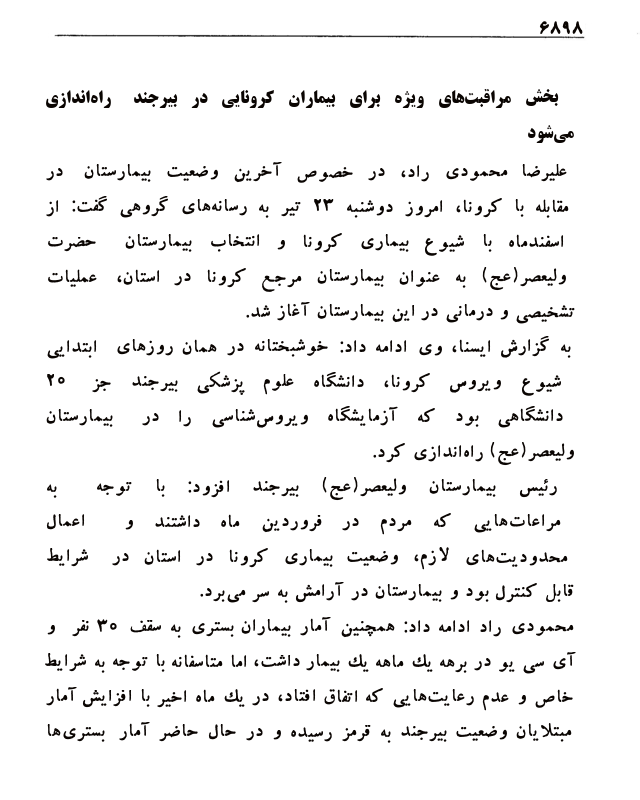 ۶۸۹۸
بخش مراقبت‌های ویژه برای بیماران کرونایی در بیرجند راه‌اندازی
می‌شود
علیرضا محمودی راد، در خصوص آخرین وضعیت بیمارستان در
مقابله با کرونا، امروز دوشنبه ۲۳ تیر به رسانه‌های گروهی گفت: از
اسفندماه با شیوع بیماری کرونا و انتخاب بیمارستان حضرت
ولیعصر(عج) به عنوان بیمارستان مرجع کرونا در استان، عملیات
تشخیصی و درمانی در این بیمارستان آغاز شد.
به گزارش ایسنا، وی ادامه داد: خوشبختانه در همان روزهای ابتدایی
شیوع ویروس کرونا، دانشگاه علوم پزشکی بیرجند جز ۲۰
دانشگاهی بود که آزمایشگاه ویروس‌شناسی را در بیمارستان
ولیعصر(عج) راه‌اندازی کرد.
رئیس بیمارستان ولیعصر(عج) بیرجند افزود: با توجه به
مراعات‌هایی که مردم در فروردین ماه داشتند و اعمال
محدودیت‌های لازم، وضعیت بیماری کرونا در استان در شرایط
قابل کنترل بود و بیمارستان در آرامش به سر می‌برد.
محمودی راد ادامه داد: همچنین آمار بیماران بستری به سقف ۳۰ نفر و
آی سی یو در برهه یك ماهه یك بیمار داشت، اما متاسفانه با توجه به شرایط
خاص و عدم رعایت‌هایی که اتفاق افتاد، در یك ماه اخیر با افزایش آمار
مبتلایان وضعیت بیرجند به قرمز رسیده و در حال حاضر آمار بستری‌ها